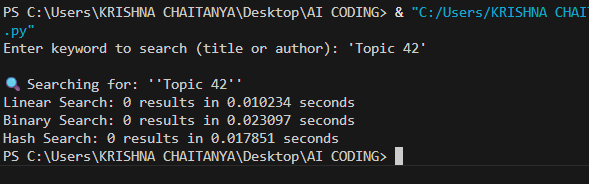 PS C:\Users\KRISHNA CHAITANYA\Desktop\AI CODING> & "C:/Users/KRISHNA CHAI
.py"
Enter keyword to search (title or author): 'Topic 42'
🔍 Searching for: ''Topic 42''
Linear Search: 0 results in 0.010234 seconds
Binary Search: 0 results in 0.023097 seconds
Hash Search: 0 results in 0.017851 seconds
PS C:\Users\KRISHNA CHAITANYA\Desktop\AI CODING>